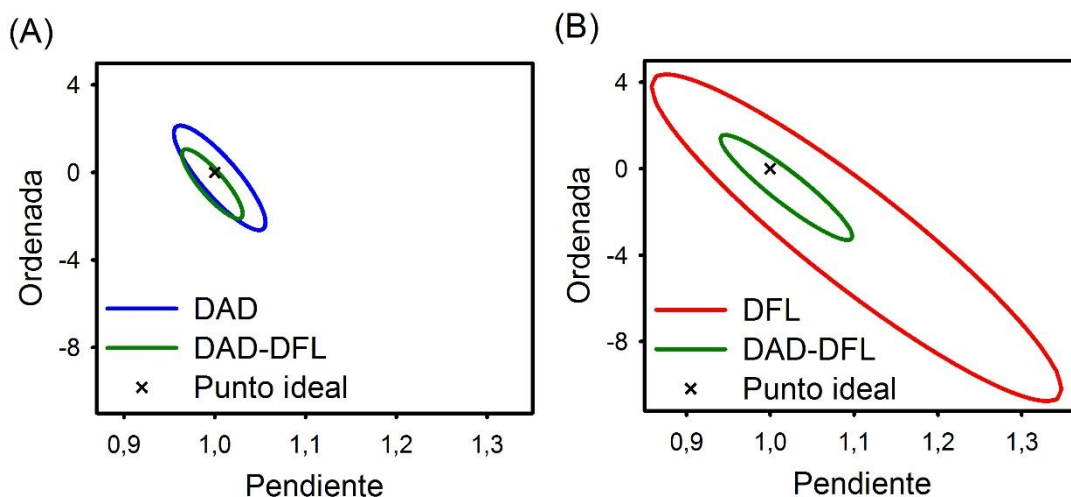 (A)
Ordenada
4
0
-4
-8
DAD
DAD-DFL
Punto ideal
0,9 1,0 1,1 1,2 1,3
Pendiente
(B)
Ordenada
4
0
-4
-8
DFL
DAD-DFL
Punto ideal
0,9 1,0 1,1 1,2 1,3
Pendiente